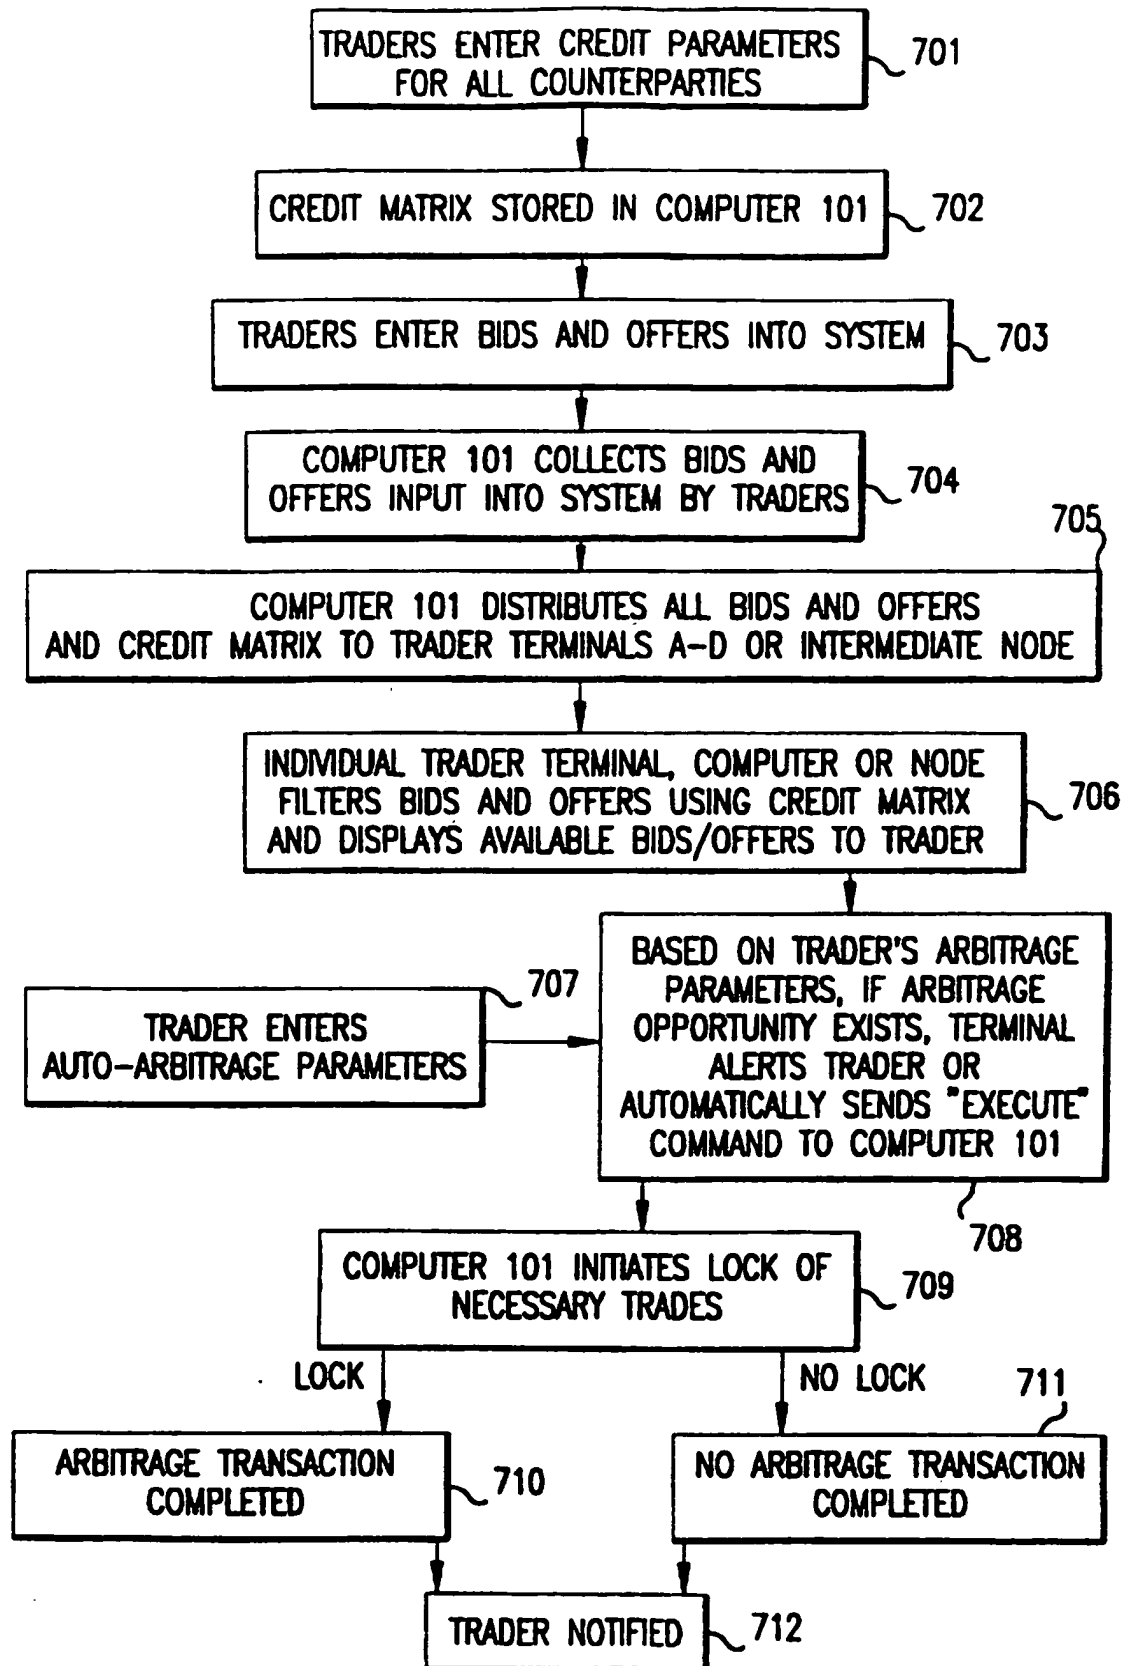 TRADERS ENTER CREDIT PARAMETERS
FOR ALL COUNTERPARTIES
701
CREDIT MATRIX STORED IN COMPUTER 101
702
TRADERS ENTER BIDS AND OFFERS INTO SYSTEM
703
COMPUTER 101 COLLECTS BIDS AND
OFFERS INPUT INTO SYSTEM BY TRADERS
704
705
COMPUTER 101 DISTRIBUTES ALL BIDS AND OFFERS
AND CREDIT MATRIX TO TRADER TERMINALS A-D OR INTERMEDIATE NODE
INDIVIDUAL TRADER TERMINAL, COMPUTER OR NODE
FILTERS BIDS AND OFFERS USING CREDIT MATRIX
AND DISPLAYS AVAILABLE BIDS/OFFERS TO TRADER
706
707
TRADER ENTERS
AUTO-ARBITRAGE PARAMETERS
BASED ON TRADER'S ARBITRAGE
PARAMETERS, IF ARBITRAGE
OPPORTUNITY EXISTS, TERMINAL
ALERTS TRADER OR
AUTOMATICALLY SENDS "EXECUTE"
COMMAND TO COMPUTER 101
708
COMPUTER 101 INITIATES LOCK OF
NECESSARY TRADES
709
LOCK
NO LOCK
711
ARBITRAGE TRANSACTION
COMPLETED
710
NO ARBITRAGE TRANSACTION
COMPLETED
TRADER NOTIFIED
712